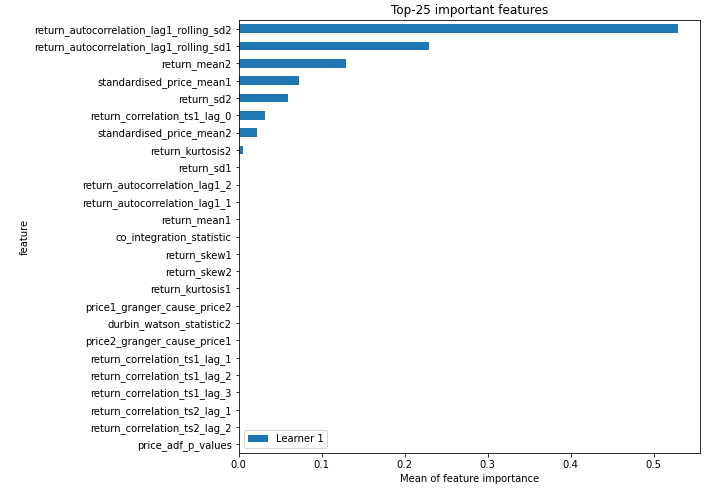 Top-25 important features
return_autocorrelation_lag1_rolling_sd2
return_autocorrelation_lag1_rolling_sd1
return_mean2
standardised_price_mean1
return_sd2
return_correlation_ts1_lag_0
standardised_price_mean2
return_kurtosis2
return_sd1
return_autocorrelation_lag1_2
return_autocorrelation_lag1_1
return_mean1
co_integration_statistic
return_skew1
return_skew2
return_kurtosis1
price1_granger_cause_price2
durbin_watson_statistic2
price2_granger_cause_price1
return_correlation_ts1_lag_1
return_correlation_ts1_lag_2
return_correlation_ts1_lag_3
return_correlation_ts2_lag_1
return_correlation_ts2_lag_2
price_adf_p_values
feature
Learner 1
0.0 0.1 0.2 0.3 0.4 0.5
Mean of feature importance